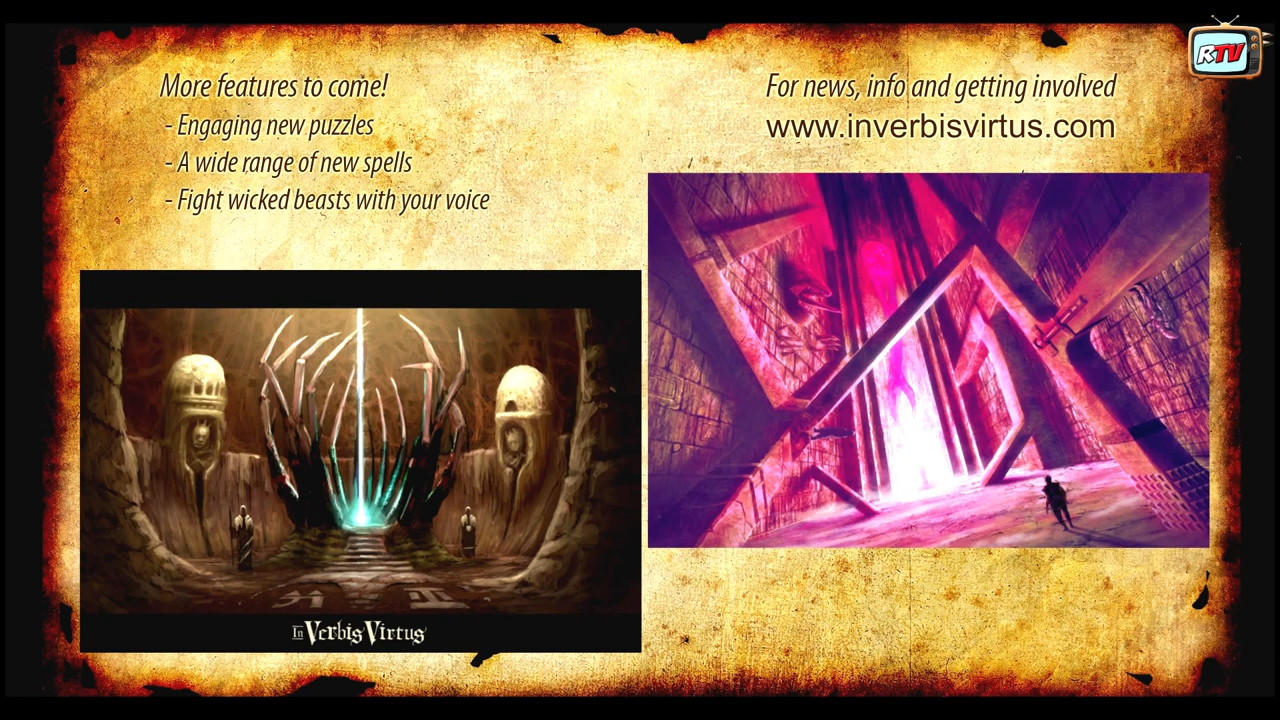 More features to come!
- Engaging new puzzles
- A wide range of new spells
- Fight wicked beasts with your voice
For news, info and getting involved
www.inverbisvirtus.com
RTV
In Verbis Virtus